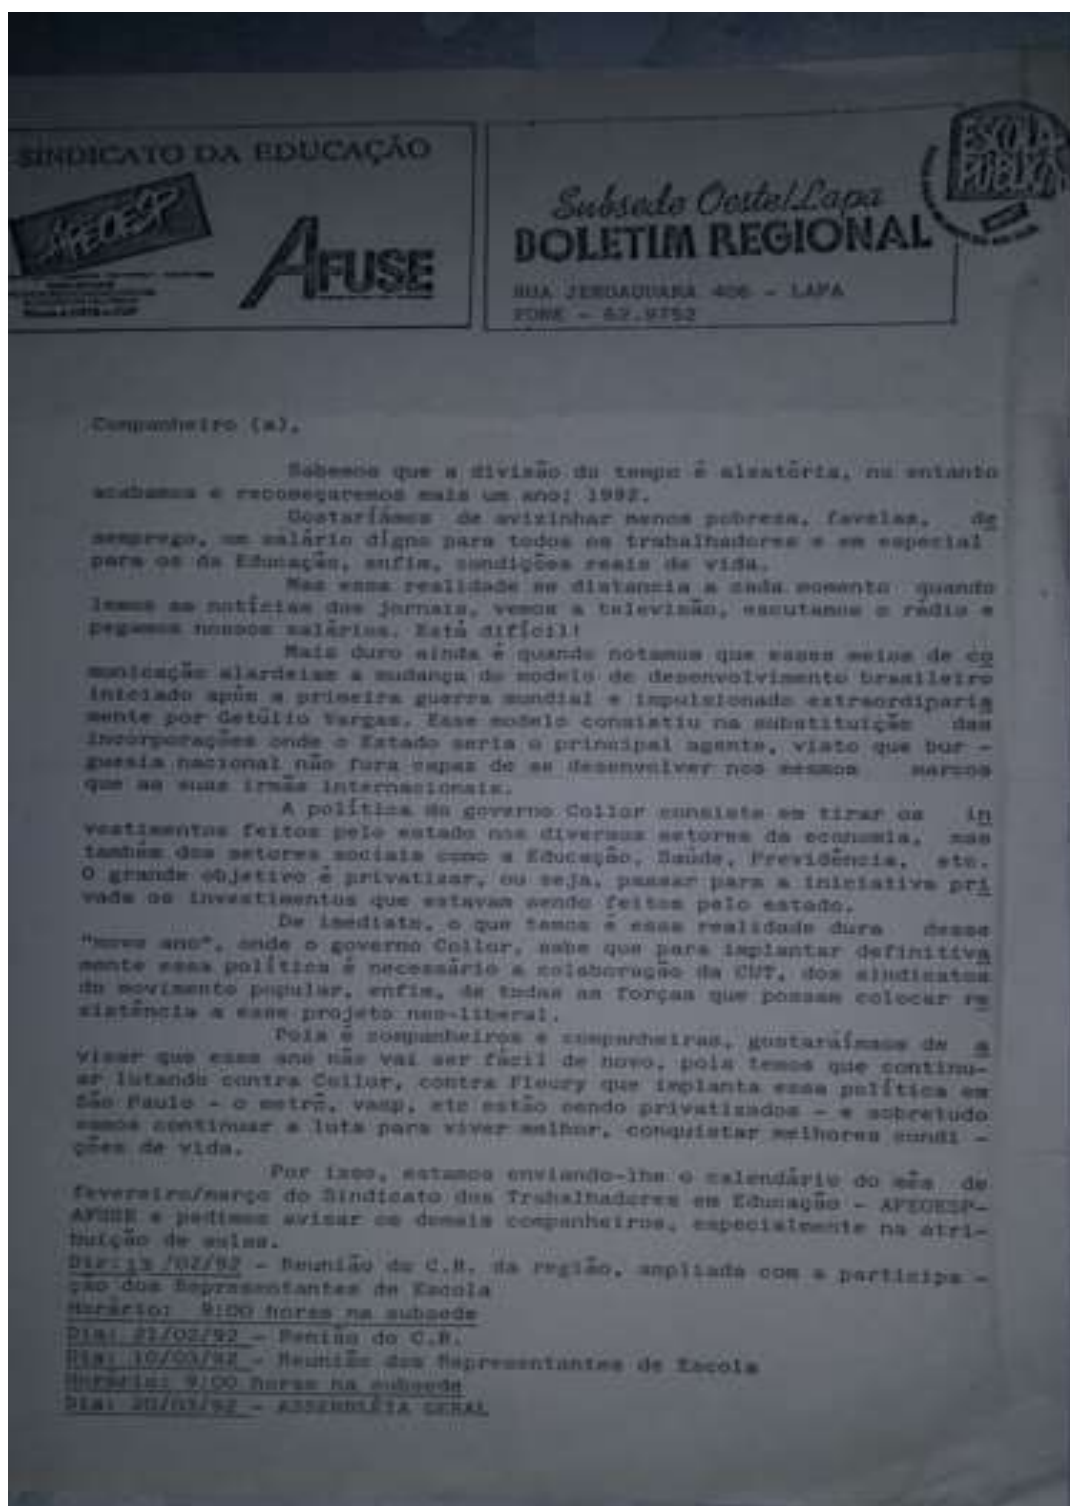 SINDICATO DA EDUCAÇÃO
APEOESP
AFUSE
Subsede Oeste/Lapa
BOLETIM REGIONAL
RUA JEROAQUARA 406 - LAPA
FONE - 62.9752
ESCOLA
PÚBLICA
Companheiro (a),
Sabemos que a divisão do tempo é aleatória, no entanto
acabamos e recomeçaremos mais um ano; 1992.
Gostaríamos de avizinhar menos pobreza, favelas, de
semprego, um salário digno para todos os trabalhadores e em especial
para os da Educação, enfim, condições reais de vida.
Mas essa realidade se distancia a cada momento quando
lemos as notícias dos jornais, vemos a televisão, escutamos o rádio e
pegamos nossos salários. Está difícil!
Mais duro ainda é quando notamos que esses meios de co
municação alardeiam a mudança do modelo de desenvolvimento brasileiro
iniciado após a primeira guerra mundial e impulsionado extraordinaria
mente por Getúlio Vargas. Esse modelo consistiu na substituição das
incorporações onde o Estado seria o principal agente, visto que bur -
guesia nacional não fora capaz de se desenvolver nos mesmos marcos
que as suas irmãs internacionais.
A política do governo Collor consiste em tirar os in
vestimentos feitos pelo estado nos diversos setores da economia, mas
também dos setores sociais como a Educação, Saúde, Previdência, etc.
O grande objetivo é privatizar, ou seja, passar para a iniciativa pri
vada os investimentos que estavam sendo feitos pelo estado.
De imediato, o que temos é essa realidade dura desse
"novo ano", onde o governo Collor, sabe que para implantar definitiva
mente essa política é necessário a colaboração da CUT, dos sindicatos
do movimento popular, enfim, de todas as forças que possam colocar re
sistência a esse projeto neo-liberal.
Pois é companheiros e companheiras, gostaraímmos de a
visar que esse ano não vai ser fácil de novo, pois temos que continu-
ar lutando contra Collor, contra Fleury que implanta essa política em
São Paulo - o metrô, vasp, etc estão sendo privatizados - e sobretudo
vamos continuar a luta para viver melhor, conquistar melhores condi -
ções de vida.
Por isso, estamos enviando-lhe o calendário do mês de
fevereiro/março do Sindicato dos Trabalhadores em Educação - APEOESP-
AFUSE e pedimos avisar os demais companheiros, especialmente na atri-
buição de aulas.
Dia: 13 /02/92 - Reunião do C.R. da região, ampliada com a participa -
ção dos Representantes de Escola
Horário: 9:00 horas na subsede
Dia: 21/02/92 - Renião do C.R.
Dia: 10/03/92 - Reunião dos Representantes de Escola
Horário: 9:00 horas na subsede
Dia: 20/03/92 - ASSEMBLÉIA GERAL